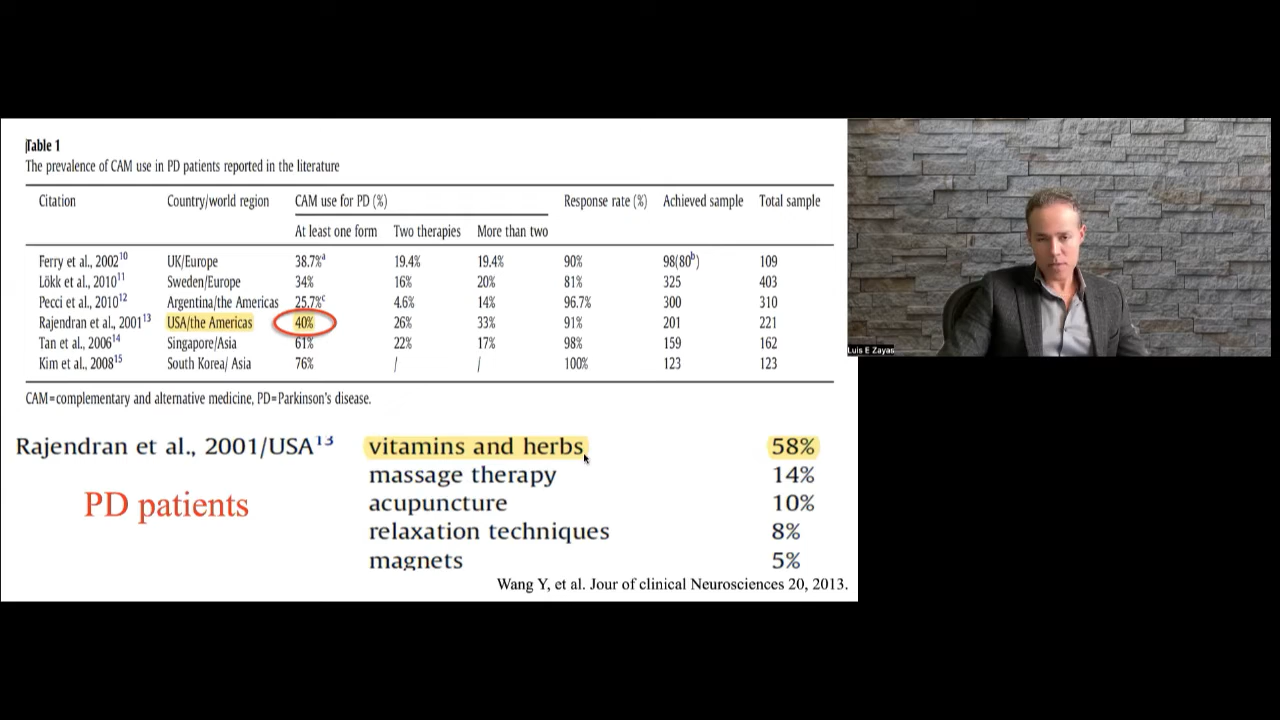 Table 1
The prevalence of CAM use in PD patients reported in the literature
Citation Country/world region CAM use for PD (%) Response rate (%) Achieved sample Total sample
At least one form Two therapies More than two
Ferry et al., 2002¹⁰ UK/Europe 38.7%ᵃ 19.4% 19.4% 90% 98(80ᵇ) 109
Lökk et al., 2010¹¹ Sweden/Europe 34% 16% 20% 81% 325 403
Pecci et al., 2010¹² Argentina/the Americas 25.7%ᶜ 4.6% 14% 96.7% 300 310
Rajendran et al., 2001¹³ USA/the Americas 40% 26% 33% 91% 201 221
Tan et al., 2006¹⁴ Singapore/Asia 61% 22% 17% 98% 159 162
Kim et al., 2008¹⁵ South Korea/ Asia 76% / / 100% 123 123
CAM=complementary and alternative medicine, PD=Parkinson's disease.
Rajendran et al., 2001/USA¹³ vitamins and herbs 58%
massage therapy 14%
PD patients
acupuncture 10%
relaxation techniques 8%
magnets 5%
Wang Y, et al. Jour of clinical Neurosciences 20, 2013.
Luis E Zayas